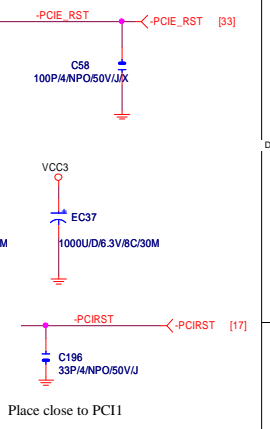 -PCIE_RST
-PCIE_RST [33]
C58
100P/4/NPO/50V/J/X
D
VCC3
+
EC37
M
1000U/D/6.3V/8C/30M
-PCIRST
-PCIRST [17]
C196
33P/4/NPO/50V/J
Place close to PCI1